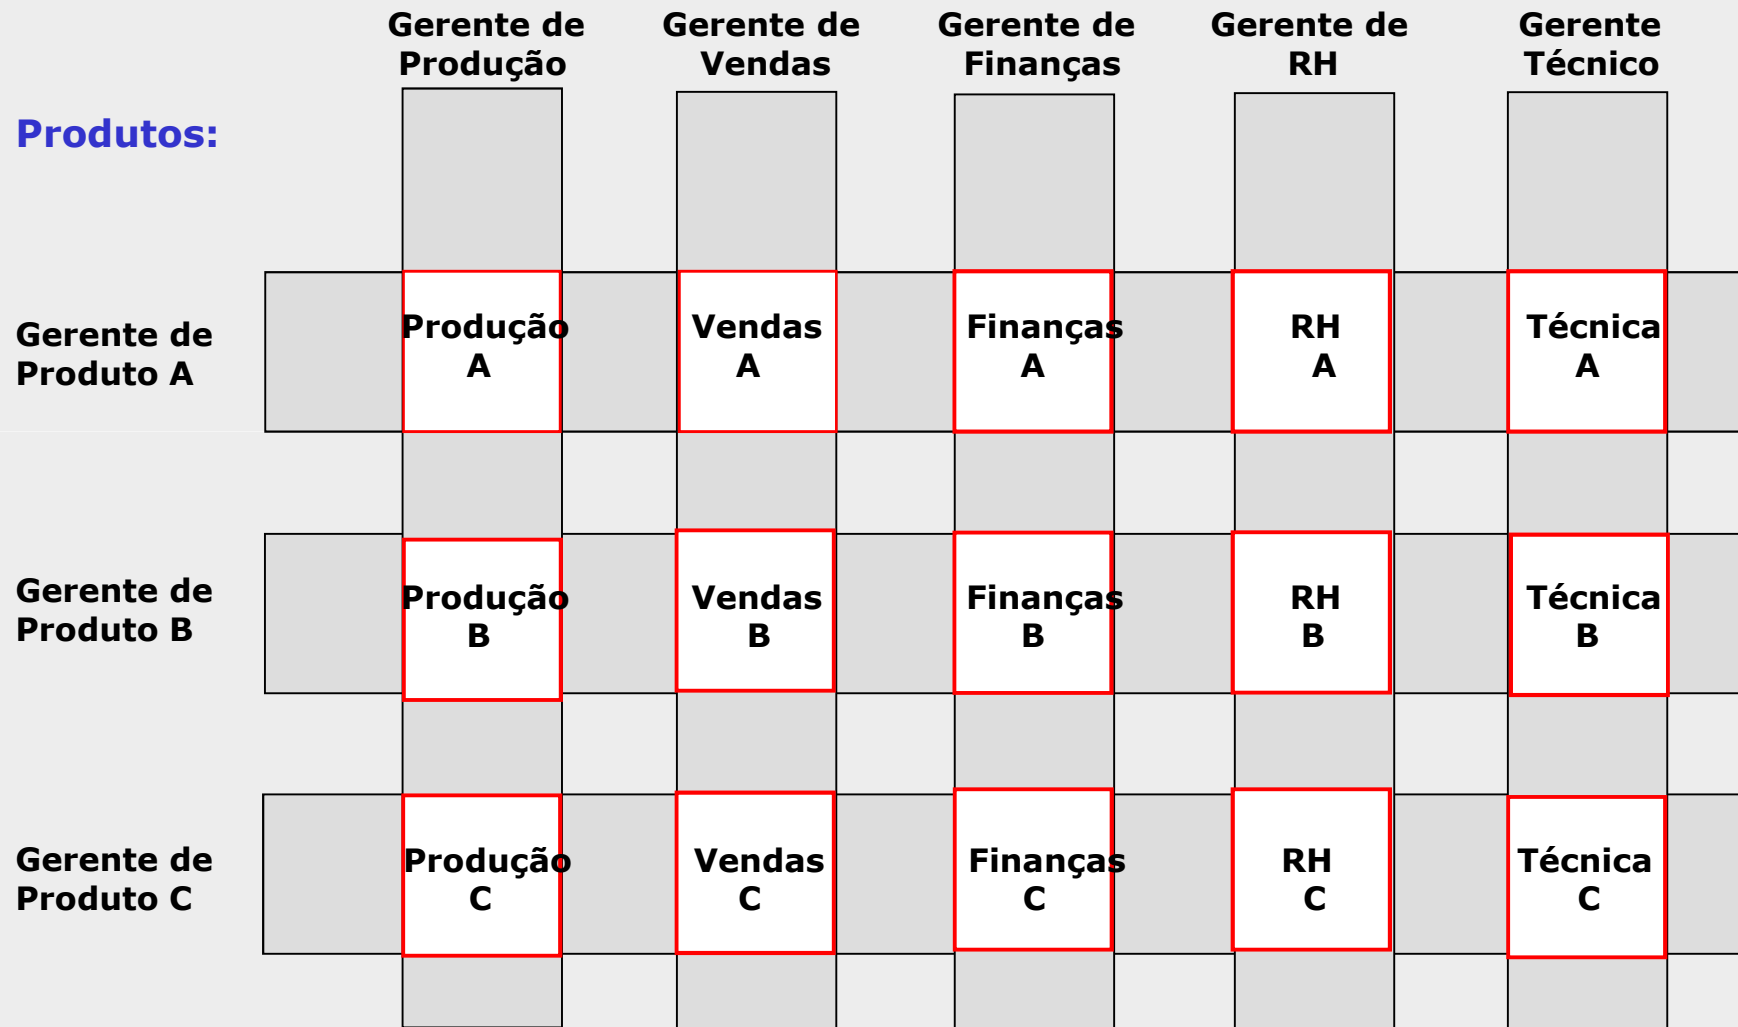 Gerente de
Produção
Gerente de
Vendas
Gerente de
Finanças
Gerente de
RH
Gerente
Técnico
Produtos:
Gerente de
Produto A
Produção
A
Vendas
A
Finanças
A
RH
A
Técnica
A
Gerente de
Produto B
Produção
B
Vendas
B
Finanças
B
RH
B
Técnica
B
Gerente de
Produto C
Produção
C
Vendas
C
Finanças
C
RH
C
Técnica
C